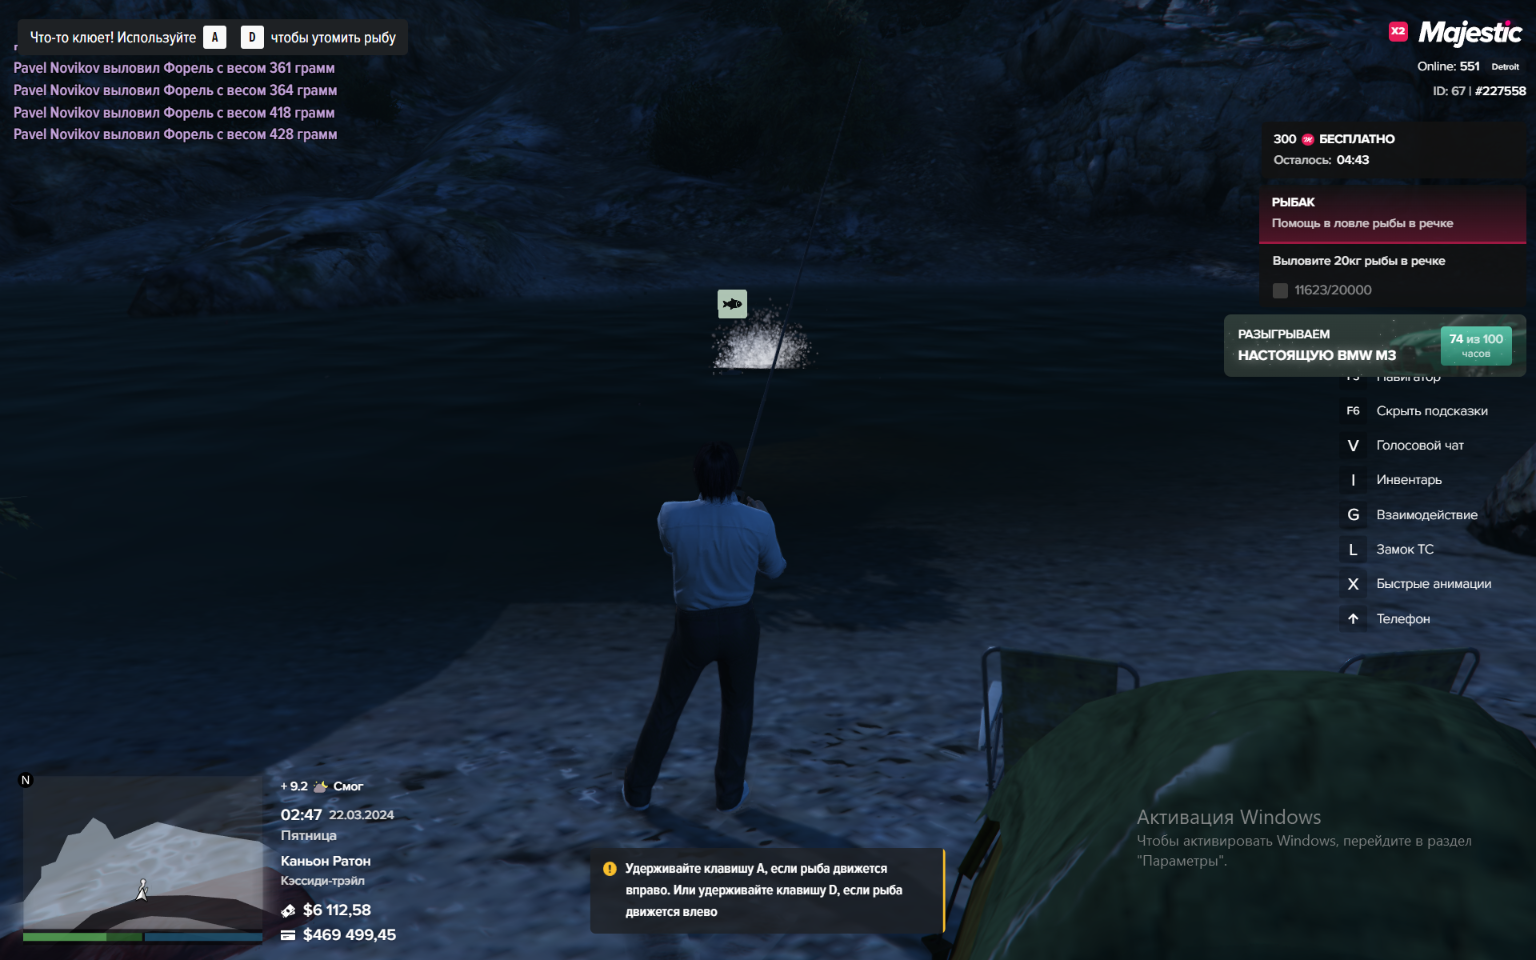 Что-то клюет! Используйте A D чтобы утомить рыбу
Pavel Novikov выловил Форель с весом 361 грамм
Pavel Novikov выловил Форель с весом 364 грамм
Pavel Novikov выловил Форель с весом 418 грамм
Pavel Novikov выловил Форель с весом 428 грамм
X2 Majestic
Online: 551 Detroit
ID: 67 | #227558
300 БЕСПЛАТНО
Осталось: 04:43
РЫБАК
Помощь в ловле рыбы в речке
Выловите 20кг рыбы в речке
11623/20000
РАЗЫГРЫВАЕМ
НАСТОЯЩУЮ BMW M3
74 из 100
часов
Навигатор
F6 Скрыть подсказки
V Голосовой чат
I Инвентарь
G Взаимодействие
L Замок ТС
X Быстрые анимации
↑ Телефон
N
+ 9.2 Смог
02:47 22.03.2024
Пятница
Каньон Ратон
Кэссиди-трэйл
$6 112,58
$469 499,45
Удерживайте клавишу A, если рыба движется
вправо. Или удерживайте клавишу D, если рыба
движется влево
Активация Windows
Чтобы активировать Windows, перейдите в раздел
"Параметры".